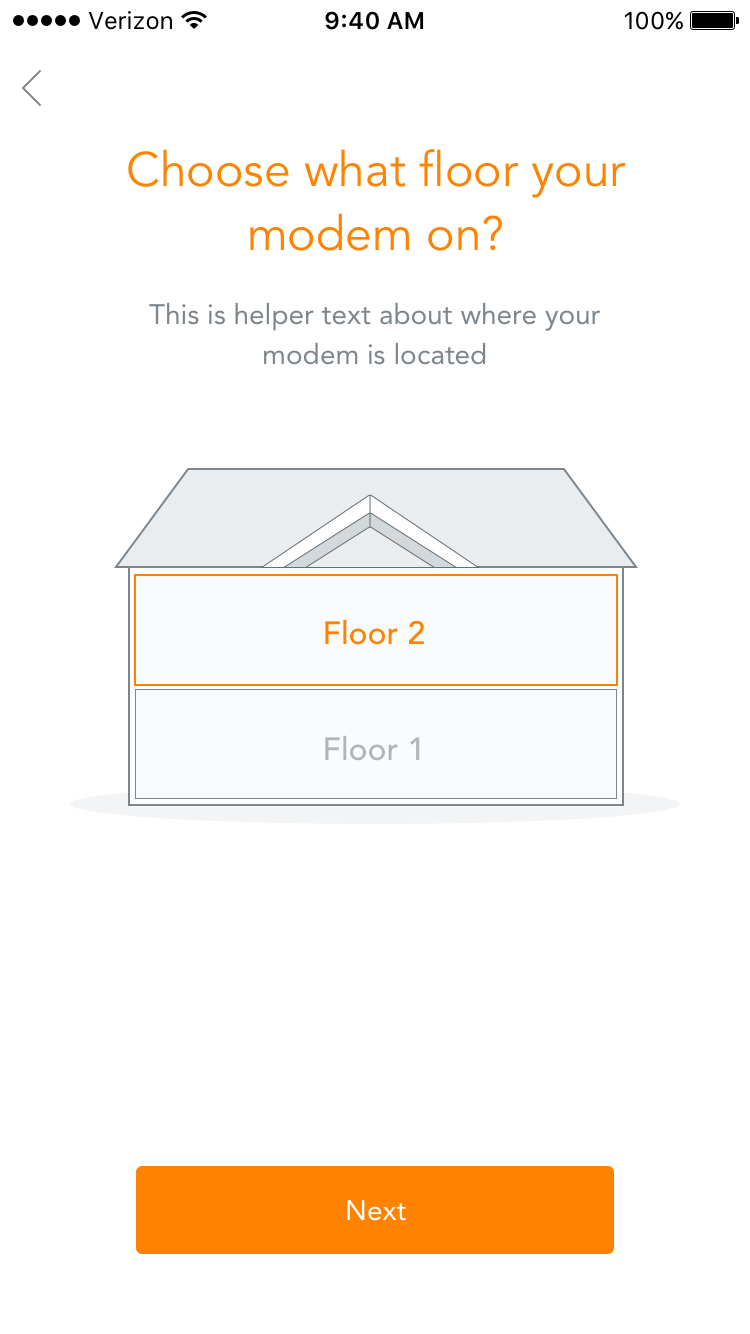 Verizon 9:40 AM 100%
Choose what floor your
modem on?
This is helper text about where your
modem is located
Floor 2
Floor 1
Next